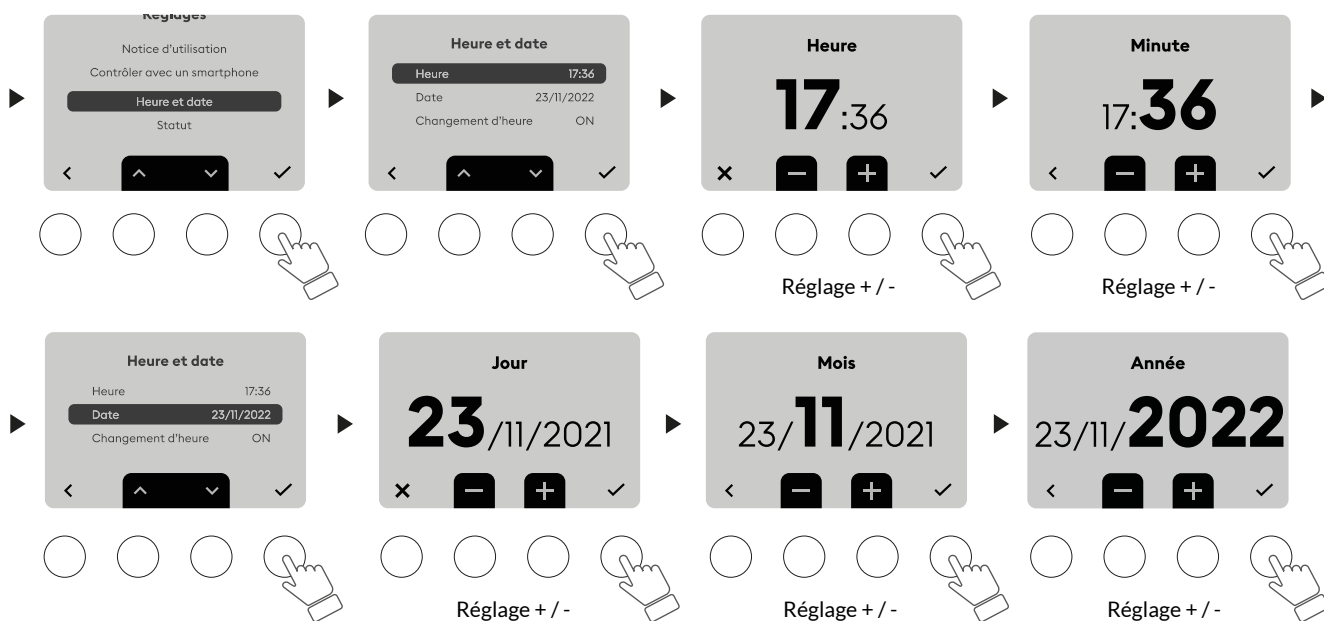 Réglages
Notice d'utilisation
Contrôler avec un smartphone
Heure et date
Statut
Heure et date
Heure 17:36
Date 23/11/2022
Changement d'heure ON
Heure
17:36
Réglage + / -
Minute
17:36
Réglage + / -
Heure et date
Heure 17:36
Date 23/11/2022
Changement d'heure ON
Jour
23/11/2021
Réglage + / -
Mois
23/11/2021
Réglage + / -
Année
23/11/2022
Réglage + / -